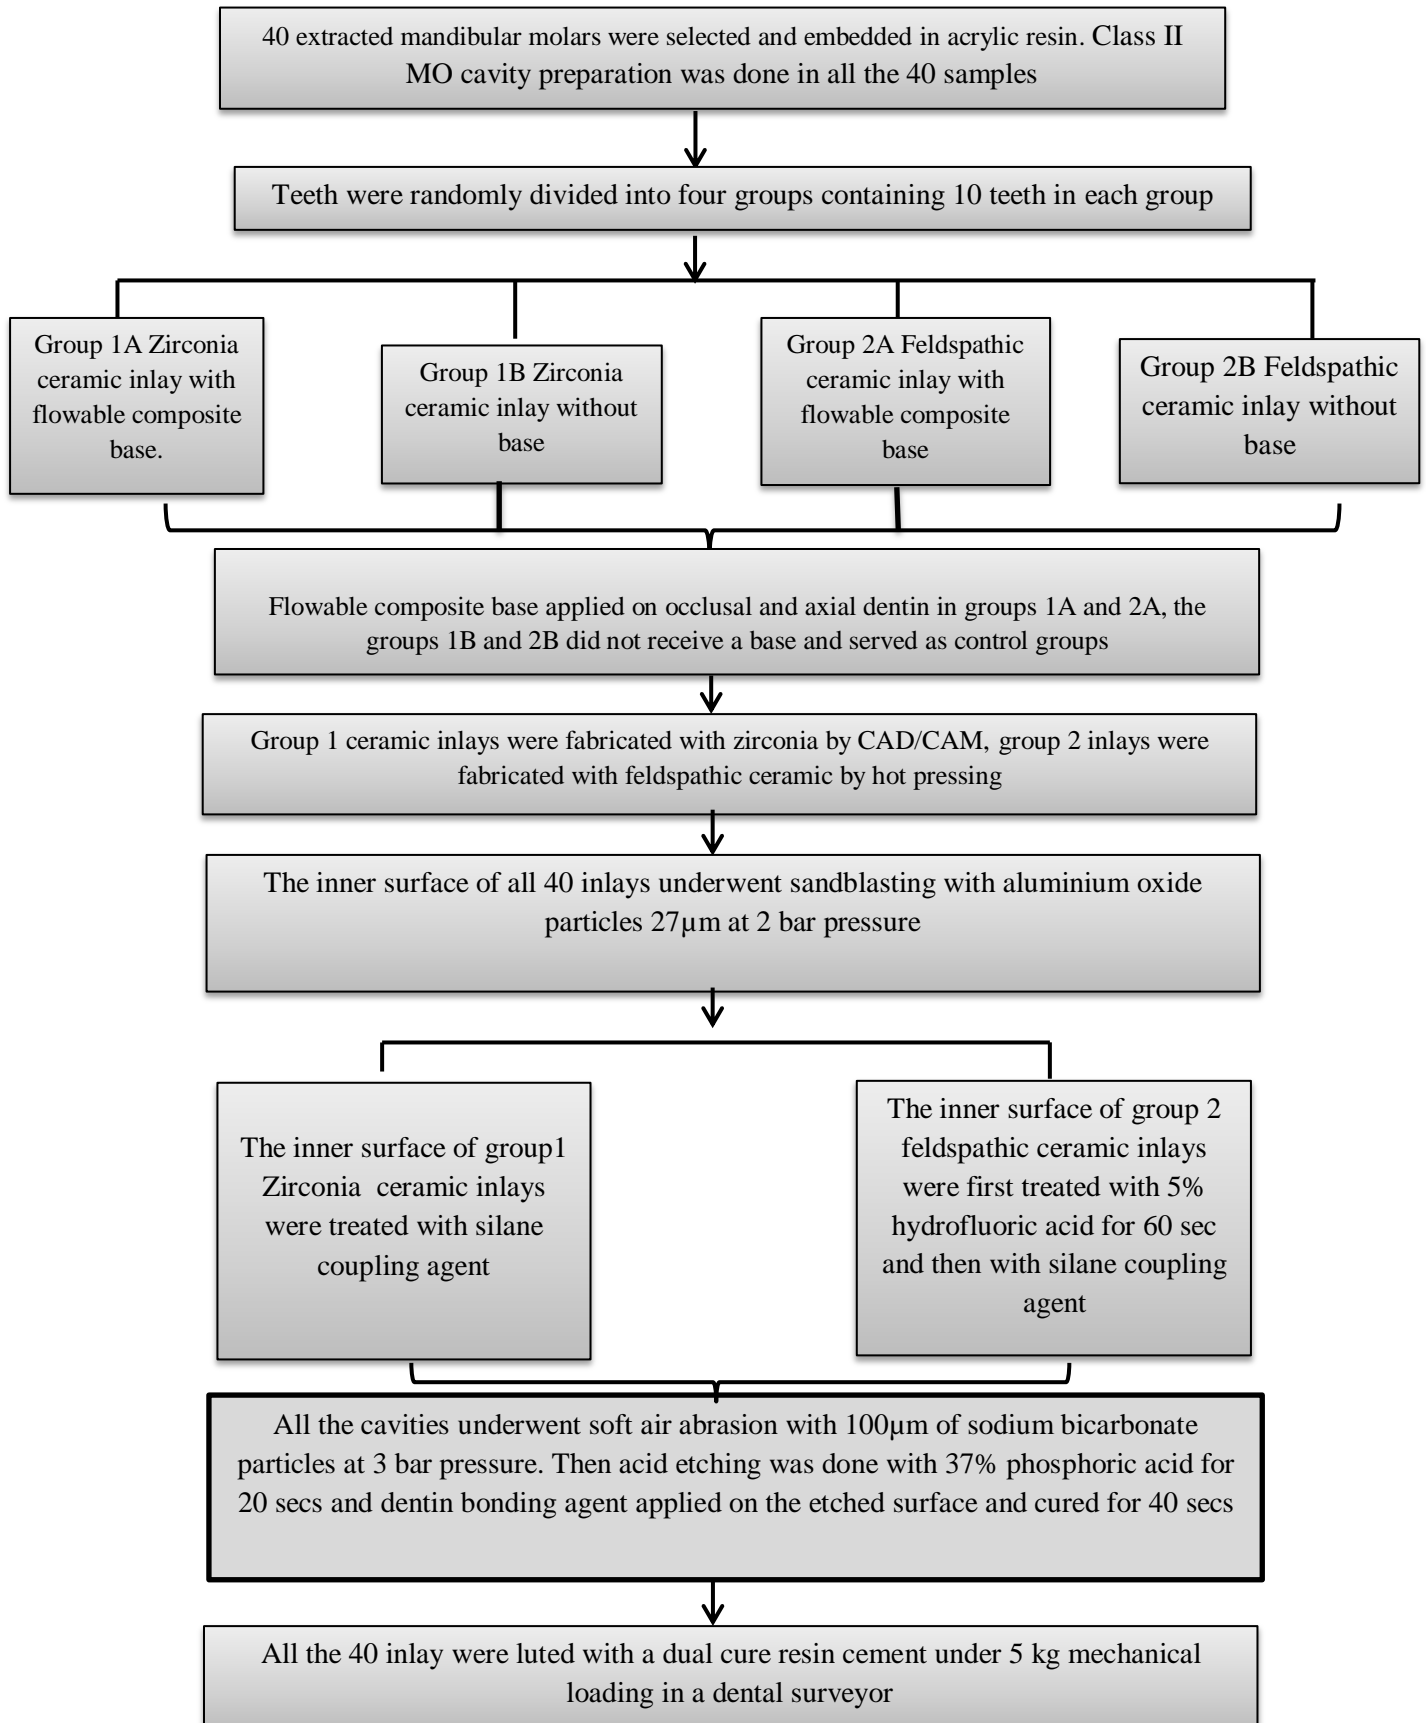 40 extracted mandibular molars were selected and embedded in acrylic resin. Class II
MO cavity preparation was done in all the 40 samples
Teeth were randomly divided into four groups containing 10 teeth in each group
Group 1A Zirconia
ceramic inlay with
flowable composite
base.
Group 1B Zirconia
ceramic inlay without
base
Group 2A Feldspathic
ceramic inlay with
flowable composite
base
Group 2B Feldspathic
ceramic inlay without
base
Flowable composite base applied on occlusal and axial dentin in groups 1A and 2A, the
groups 1B and 2B did not receive a base and served as control groups
Group 1 ceramic inlays were fabricated with zirconia by CAD/CAM, group 2 inlays were
fabricated with feldspathic ceramic by hot pressing
The inner surface of all 40 inlays underwent sandblasting with aluminium oxide
particles 27µm at 2 bar pressure
The inner surface of group1
Zirconia ceramic inlays
were treated with silane
coupling agent
The inner surface of group 2
feldspathic ceramic inlays
were first treated with 5%
hydrofluoric acid for 60 sec
and then with silane coupling
agent
All the cavities underwent soft air abrasion with 100µm of sodium bicarbonate
particles at 3 bar pressure. Then acid etching was done with 37% phosphoric acid for
20 secs and dentin bonding agent applied on the etched surface and cured for 40 secs
All the 40 inlay were luted with a dual cure resin cement under 5 kg mechanical
loading in a dental surveyor